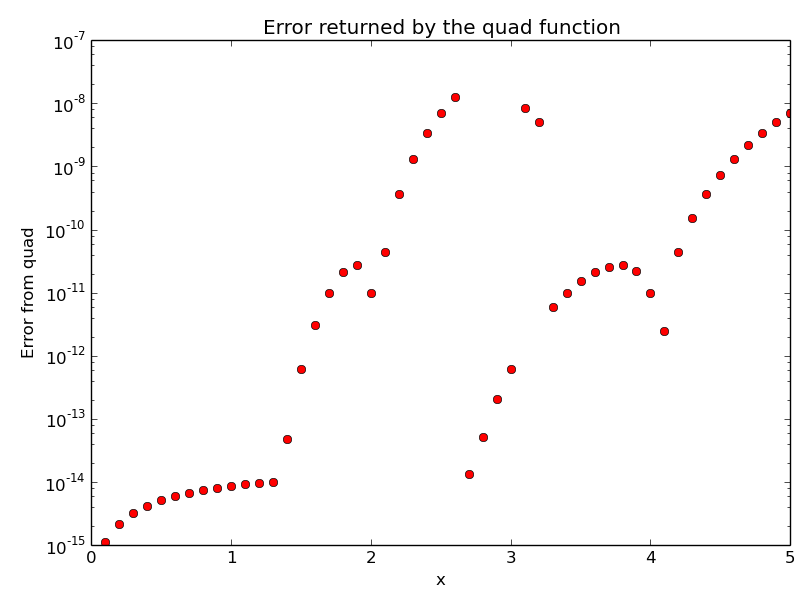 Error returned by the quad function
10^-7
10^-8
10^-9
10^-10
10^-11
10^-12
10^-13
10^-14
10^-15
Error from quad
0 1 2 3 4 5
x